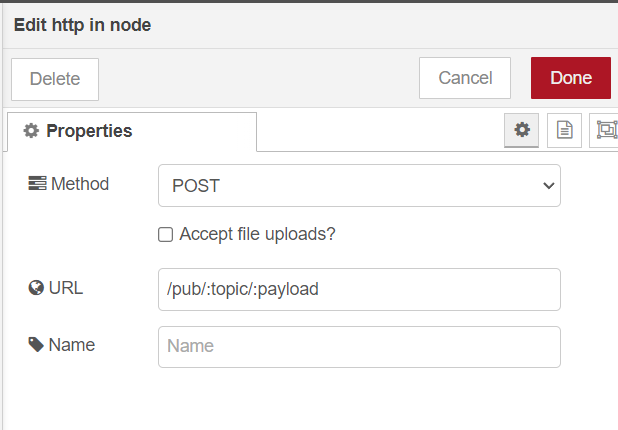 Edit http in node
Delete
Cancel
Done
Properties
Method
POST
Accept file uploads?
URL
/pub/:topic/:payload
Name
Name